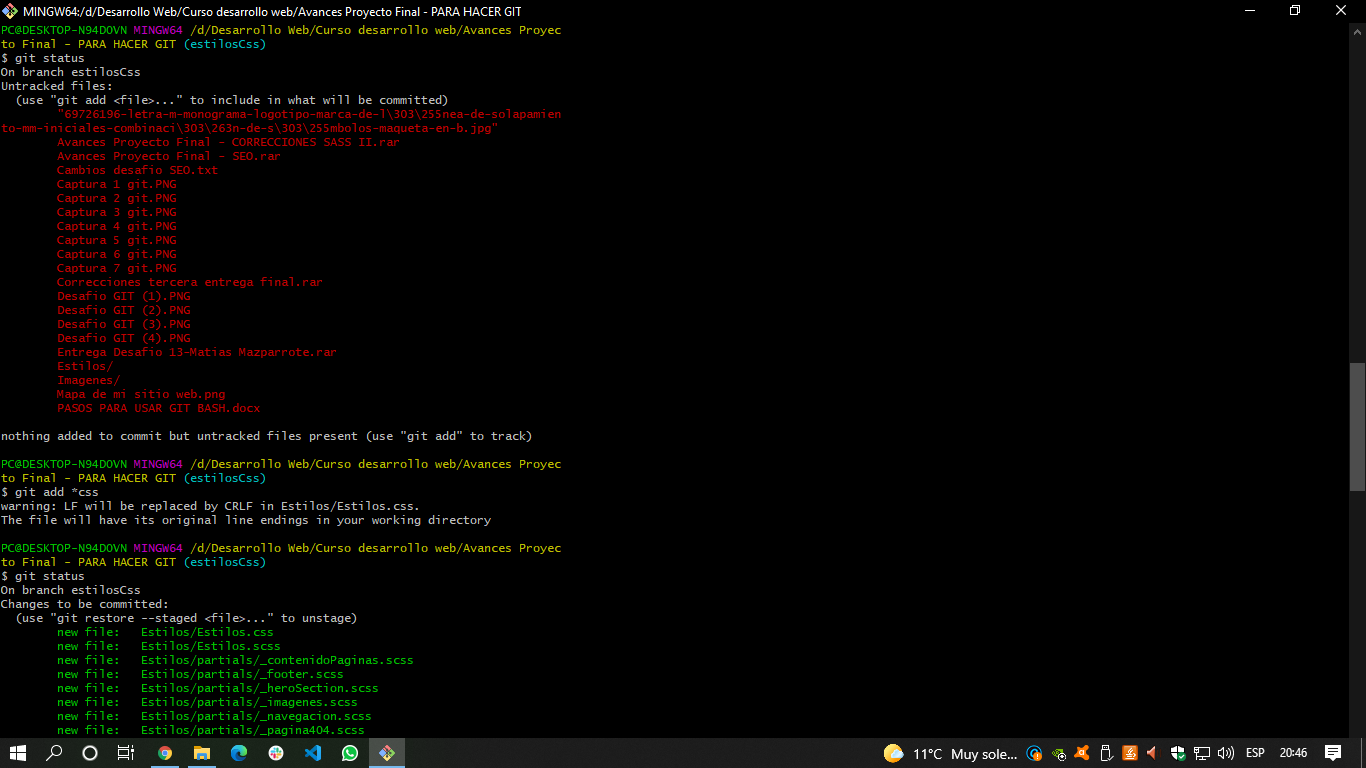 MINGW64:/d/Desarrollo Web/Curso desarrollo web/Avances Proyecto Final - PARA HACER GIT
PC@DESKTOP-N94DOVN MINGW64 /d/Desarrollo Web/Curso desarrollo web/Avances Proyec
to Final - PARA HACER GIT (estilosCss)
$ git status
On branch estilosCss
Untracked files:
  (use "git add <file>..." to include in what will be committed)
        "69726196-letra-m-monograma-logotipo-marca-de-l\303\255nea-de-solapamien
to-mm-iniciales-combinaci\303\263n-de-s\303\255mbolos-maqueta-en-b.jpg"
        Avances Proyecto Final - CORRECCIONES SASS II.rar
        Avances Proyecto Final - SEO.rar
        Cambios desafio SEO.txt
        Captura 1 git.PNG
        Captura 2 git.PNG
        Captura 3 git.PNG
        Captura 4 git.PNG
        Captura 5 git.PNG
        Captura 6 git.PNG
        Captura 7 git.PNG
        Correcciones tercera entrega final.rar
        Desafio GIT (1).PNG
        Desafio GIT (2).PNG
        Desafio GIT (3).PNG
        Desafio GIT (4).PNG
        Entrega Desafio 13-Matias Mazparrote.rar
        Estilos/
        Imagenes/
        Mapa de mi sitio web.png
        PASOS PARA USAR GIT BASH.docx

nothing added to commit but untracked files present (use "git add" to track)

PC@DESKTOP-N94DOVN MINGW64 /d/Desarrollo Web/Curso desarrollo web/Avances Proyec
to Final - PARA HACER GIT (estilosCss)
$ git add *css
warning: LF will be replaced by CRLF in Estilos/Estilos.css.
The file will have its original line endings in your working directory

PC@DESKTOP-N94DOVN MINGW64 /d/Desarrollo Web/Curso desarrollo web/Avances Proyec
to Final - PARA HACER GIT (estilosCss)
$ git status
On branch estilosCss
Changes to be committed:
  (use "git restore --staged <file>..." to unstage)
        new file:   Estilos/Estilos.css
        new file:   Estilos/Estilos.scss
        new file:   Estilos/partials/_contenidoPaginas.scss
        new file:   Estilos/partials/_footer.scss
        new file:   Estilos/partials/_heroSection.scss
        new file:   Estilos/partials/_imagenes.scss
        new file:   Estilos/partials/_navegacion.scss
        new file:   Estilos/partials/_pagina404.scss
11°C Muy sole... ESP 20:46